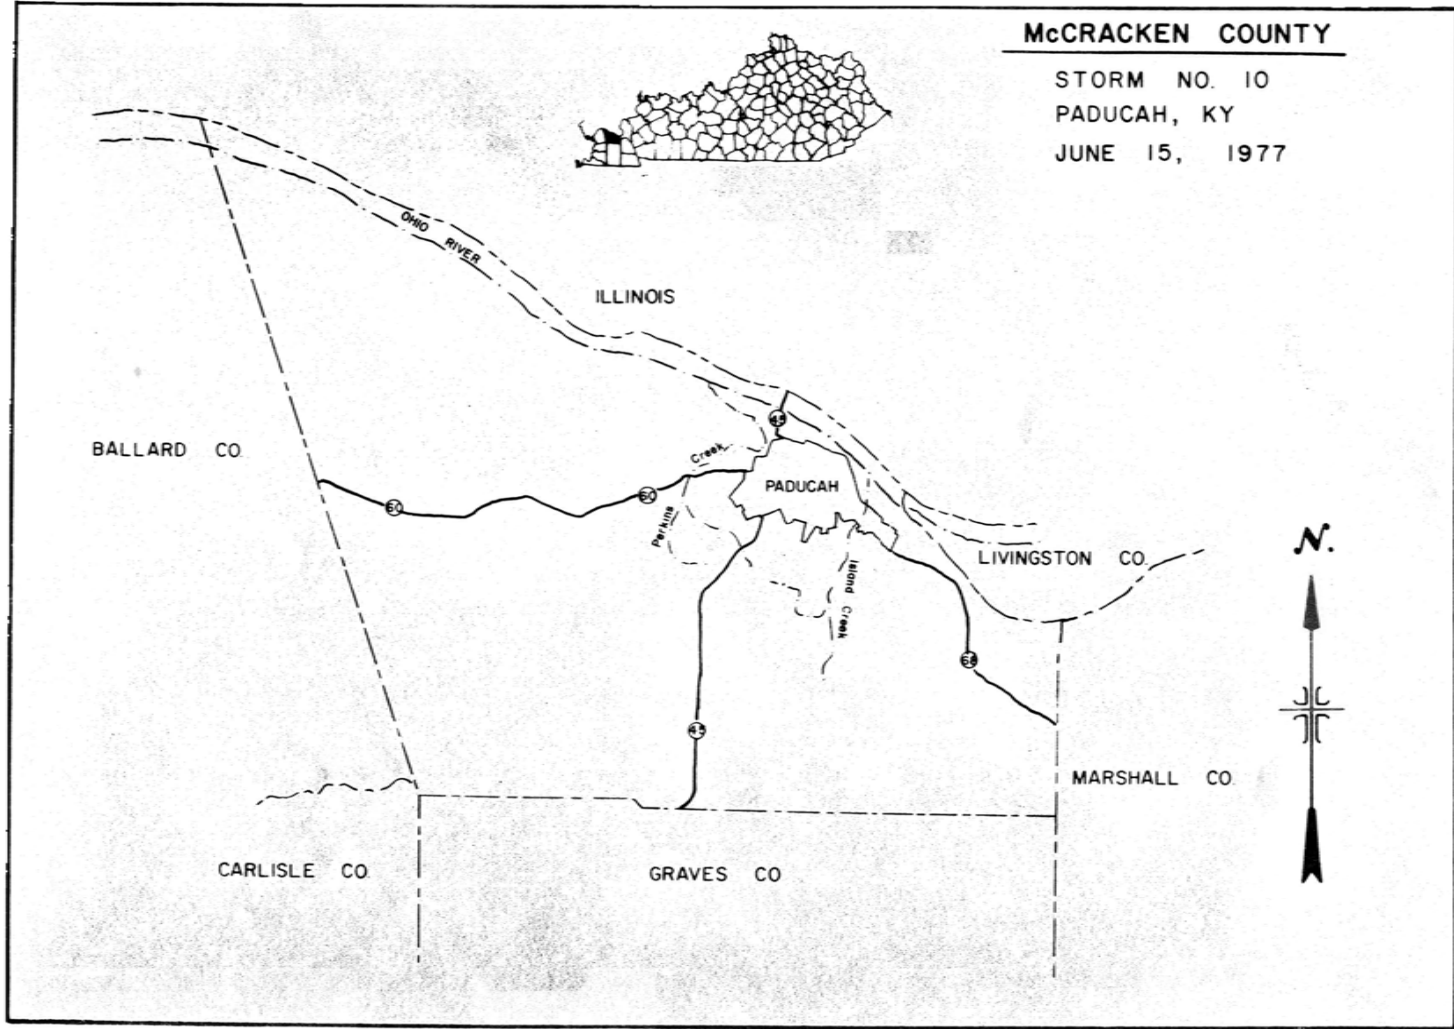 McCRACKEN COUNTY
STORM NO. 10
PADUCAH, KY
JUNE 15, 1977
OHIO RIVER
ILLINOIS
45
BALLARD CO.
Creek
PADUCAH
60
60
Perkins
LIVINGSTON CO.
N.
Island Creek
68
45
MARSHALL CO.
CARLISLE CO.
GRAVES CO